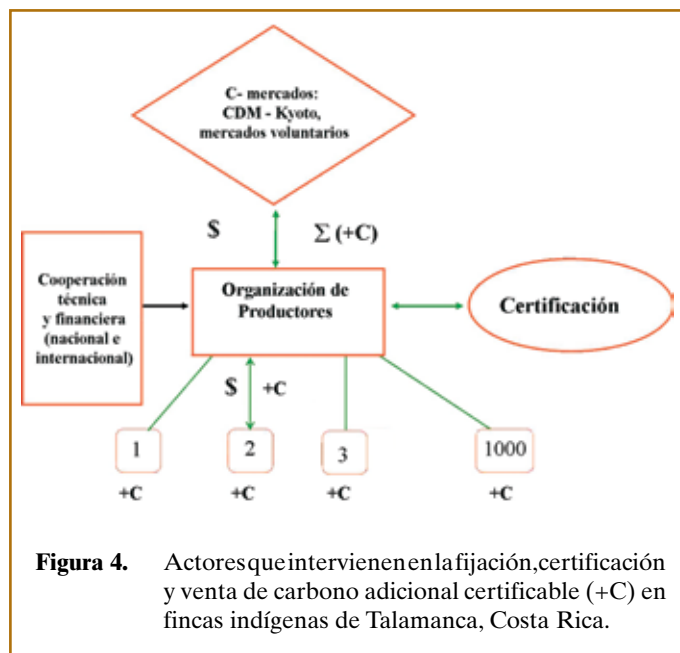 C- mercados:
CDM - Kyoto,
mercados voluntarios
$
Σ (+C)
Cooperación
técnica
y financiera
(nacional e
internacional)
Organización de
Productores
Certificación
$
+C
1
2
3
1000
+C
+C
+C
+C
Figura 4. Actoresqueintervienenenlafijación,certificación
y venta de carbono adicional certificable (+C) en
fincas indígenas de Talamanca, Costa Rica.